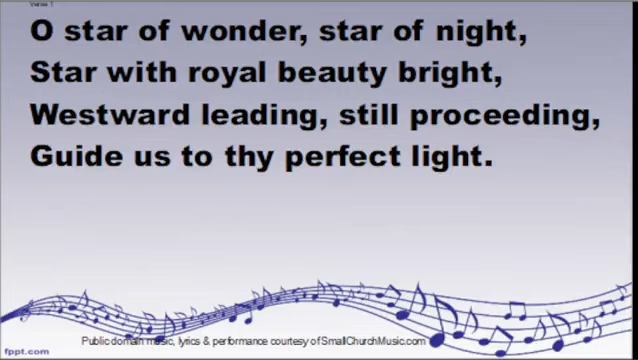 Verse 1
O star of wonder, star of night,
Star with royal beauty bright,
Westward leading, still proceeding,
Guide us to thy perfect light.
Public domain music, lyrics & performance courtesy of SmallChurchMusic.com
fppt.com